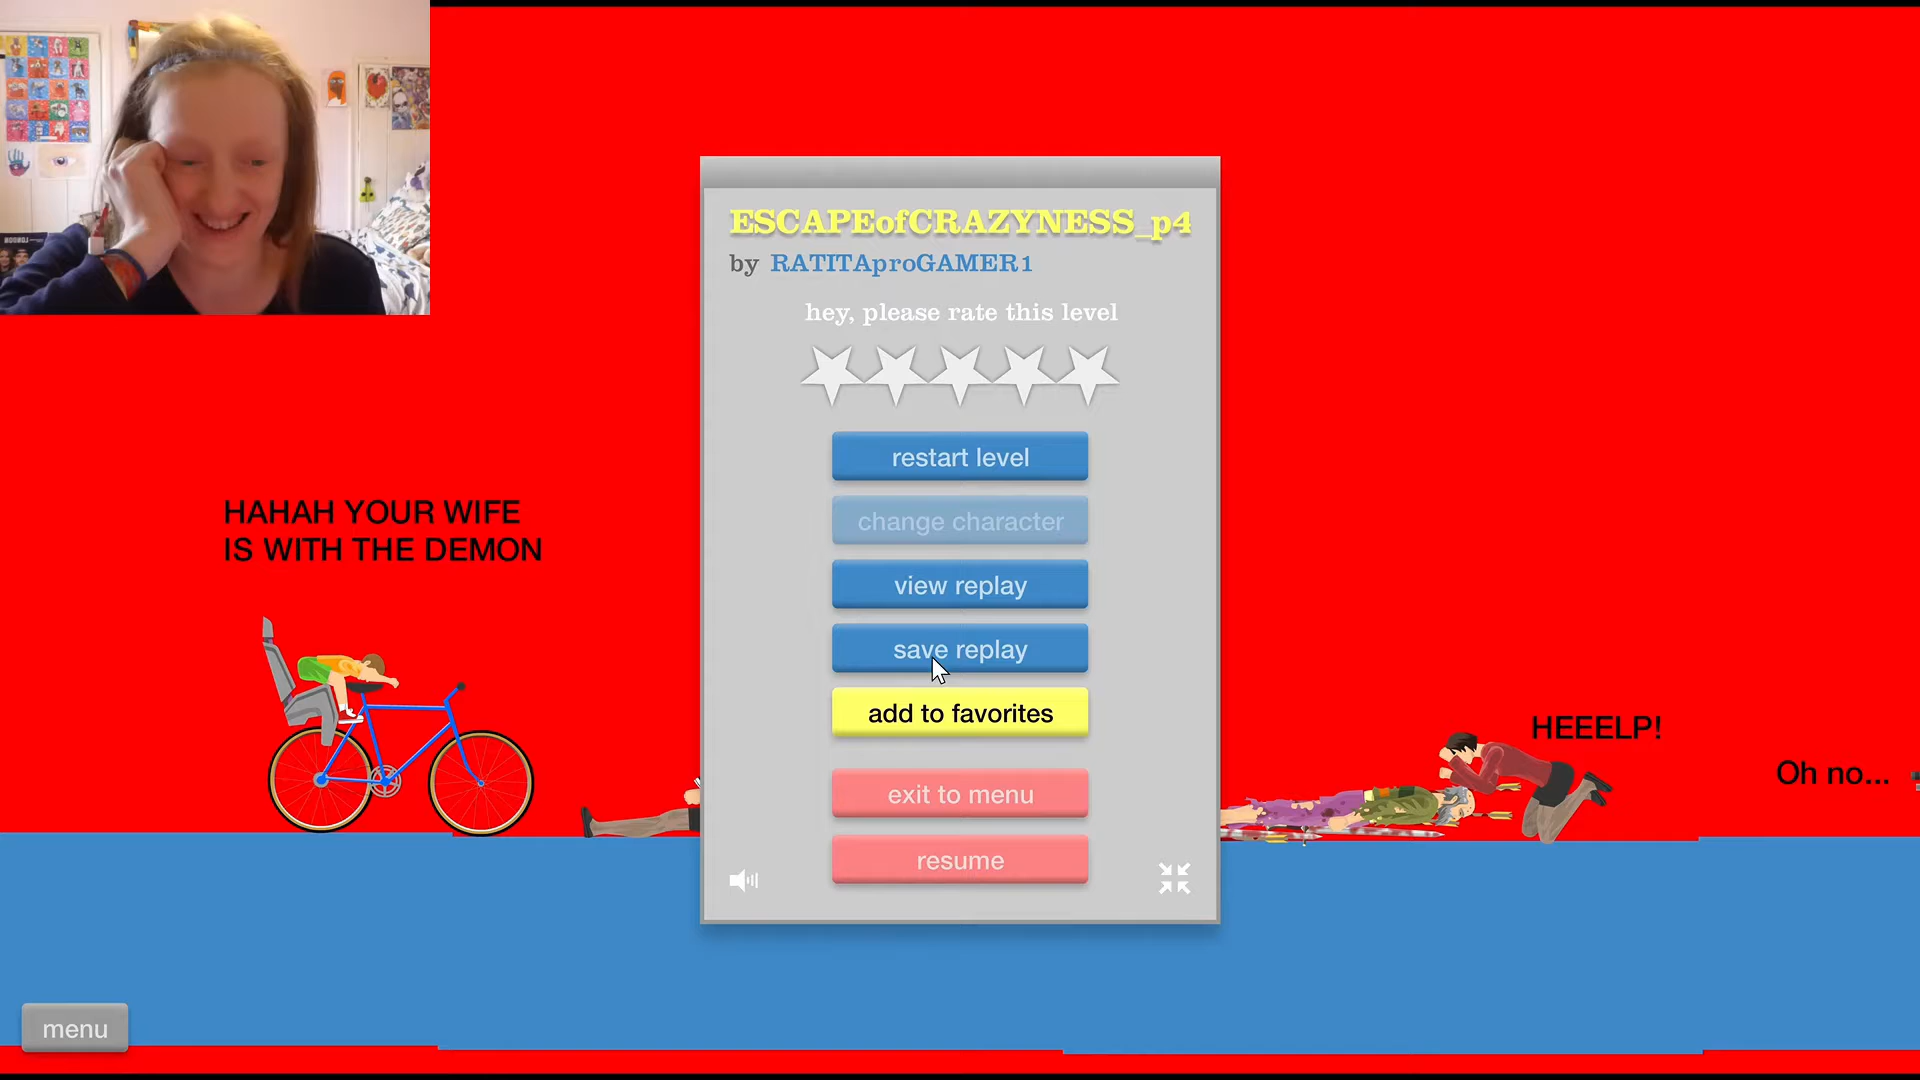 ESCAPEofCRAZYNESS_p4
by RATITAproGAMER1
hey, please rate this level
restart level
change character
view replay
save replay
add to favorites
exit to menu
resume
HAHAH YOUR WIFE
IS WITH THE DEMON
HEEELP!
Oh no...
menu